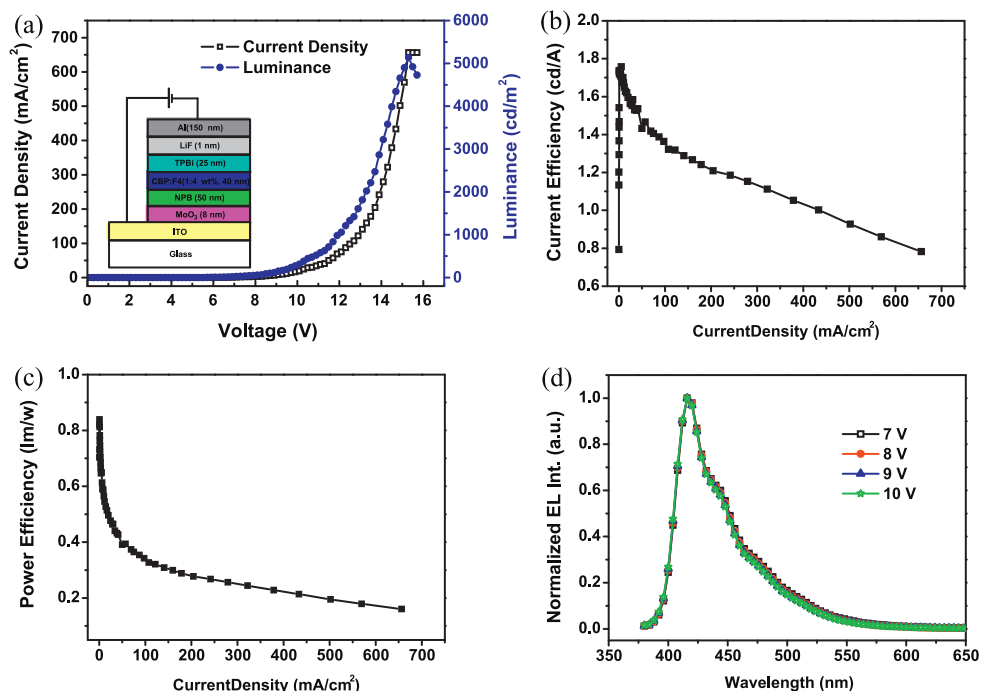 (a)
Current Density (mA/cm²)
700
600
500
400
300
200
100
0
Current Density
Luminance
Al(150 nm)
LiF (1 nm)
TPBi (25 nm)
CBP:F4(1:4 wt%, 40 nm)
NPB (50 nm)
MoO₃ (8 nm)
ITO
Glass
0 2 4 6 8 10 12 14 16
Voltage (V)
6000
5000
4000
3000
2000
1000
0
Luminance (cd/m²)
(b)
Current Efficiency (cd/A)
2.0
1.8
1.6
1.4
1.2
1.0
0.8
0.6
0 100 200 300 400 500 600 700
CurrentDensity (mA/cm²)
(c)
Power Efficiency (lm/w)
1.0
0.8
0.6
0.4
0.2
0 100 200 300 400 500 600 700
CurrentDensity (mA/cm²)
(d)
Normalized EL Int. (a.u.)
1.0
0.8
0.6
0.4
0.2
0.0
7 V
8 V
9 V
10 V
350 400 450 500 550 600 650
Wavelength (nm)